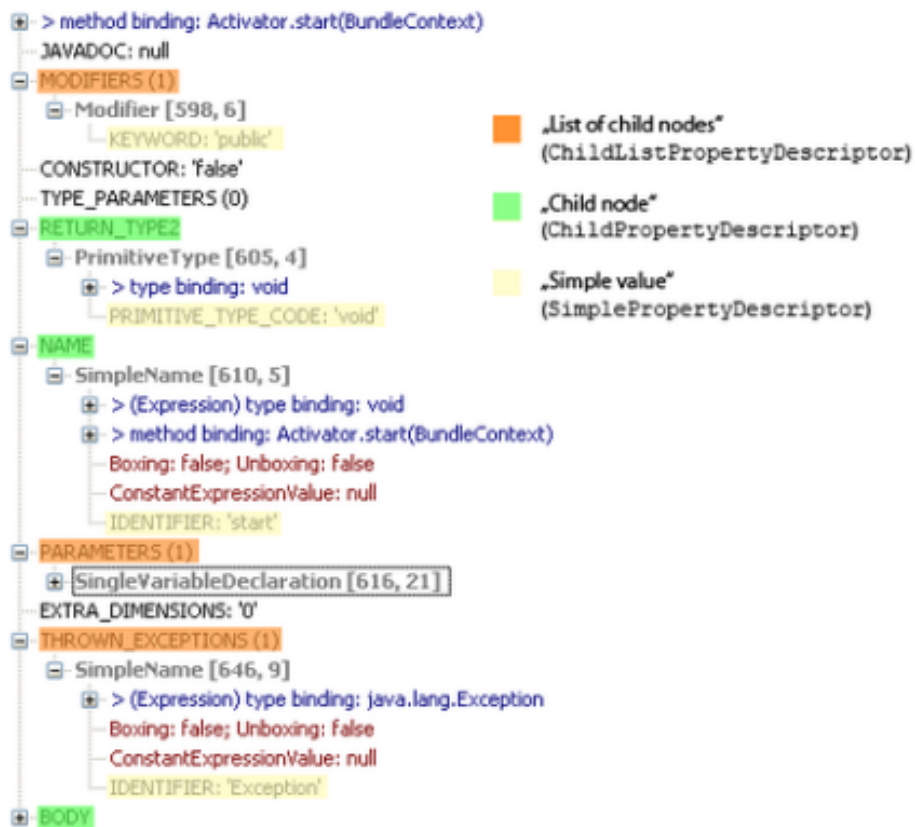 > method binding: Activator.start(BundleContext)
JAVADOC: null
MODIFIERS (1)
Modifier [598, 6]
KEYWORD: 'public'
CONSTRUCTOR: 'false'
TYPE_PARAMETERS (0)
RETURN_TYPE2
PrimitiveType [605, 4]
> type binding: void
PRIMITIVE_TYPE_CODE: 'void'
NAME
SimpleName [610, 5]
> (Expression) type binding: void
> method binding: Activator.start(BundleContext)
Boxing: false; Unboxing: false
ConstantExpressionValue: null
IDENTIFIER: 'start'
PARAMETERS (1)
SingleVariableDeclaration [616, 21]
EXTRA_DIMENSIONS: '0'
THROWN_EXCEPTIONS (1)
SimpleName [646, 9]
> (Expression) type binding: java.lang.Exception
Boxing: false; Unboxing: false
ConstantExpressionValue: null
IDENTIFIER: 'Exception'
BODY
„List of child nodes“
(ChildListPropertyDescriptor)
„Child node“
(ChildPropertyDescriptor)
„Simple value“
(SimplePropertyDescriptor)